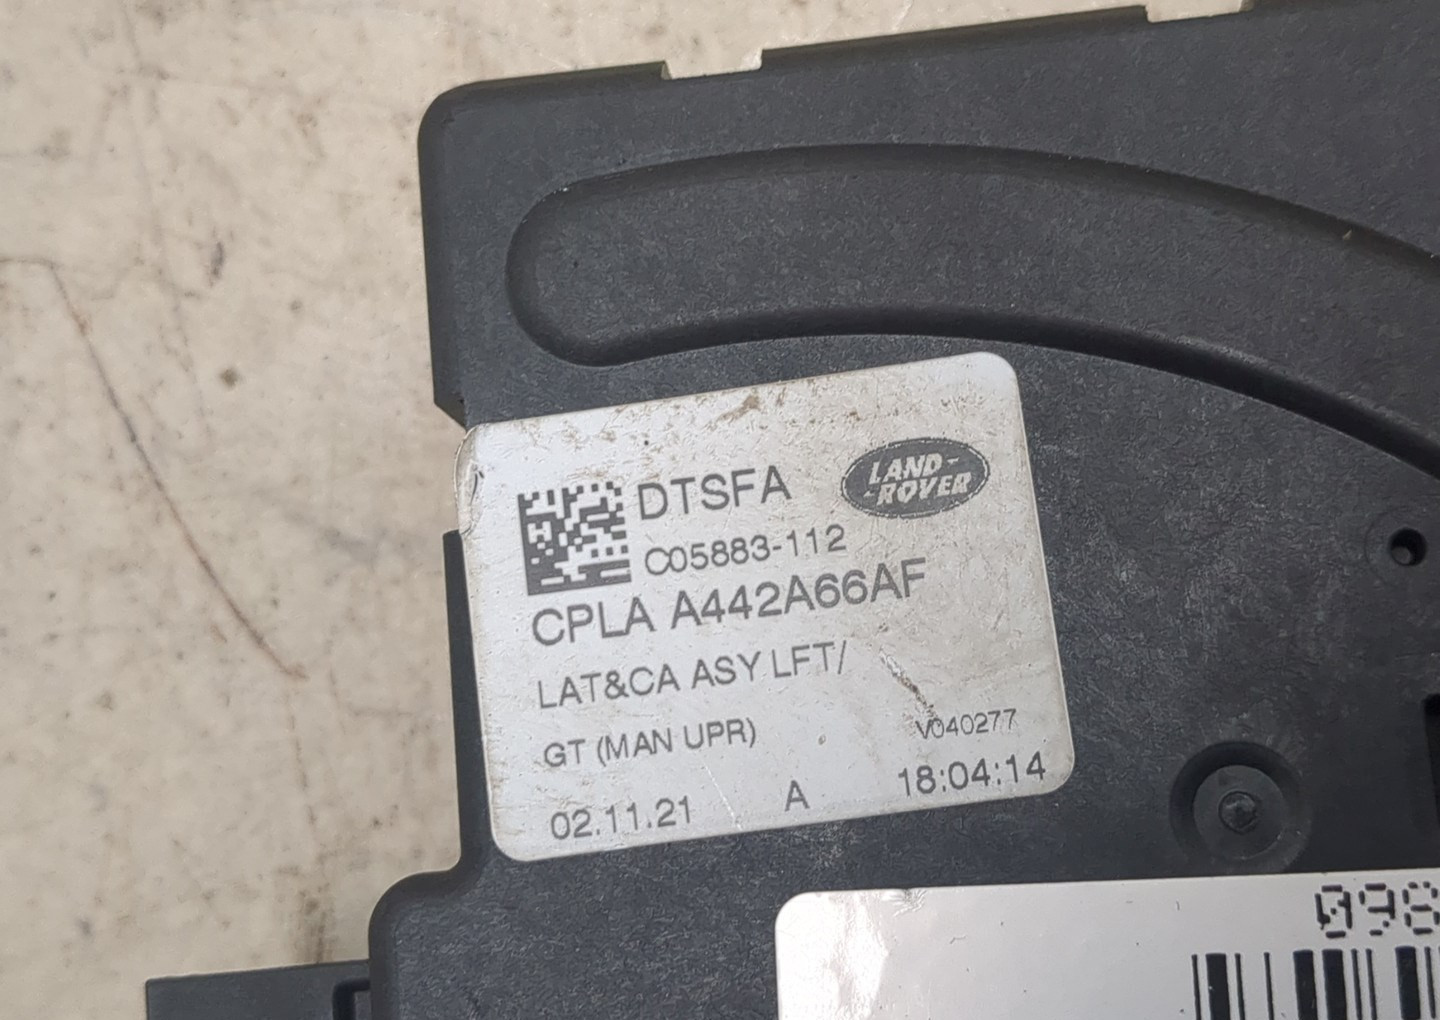 DTSFA
LAND-
-ROVER
C05883-112
CPLA A442A66AF
LAT&CA ASY LFT/
GT (MAN UPR)
V040277
02.11.21 A 18:04:14
098